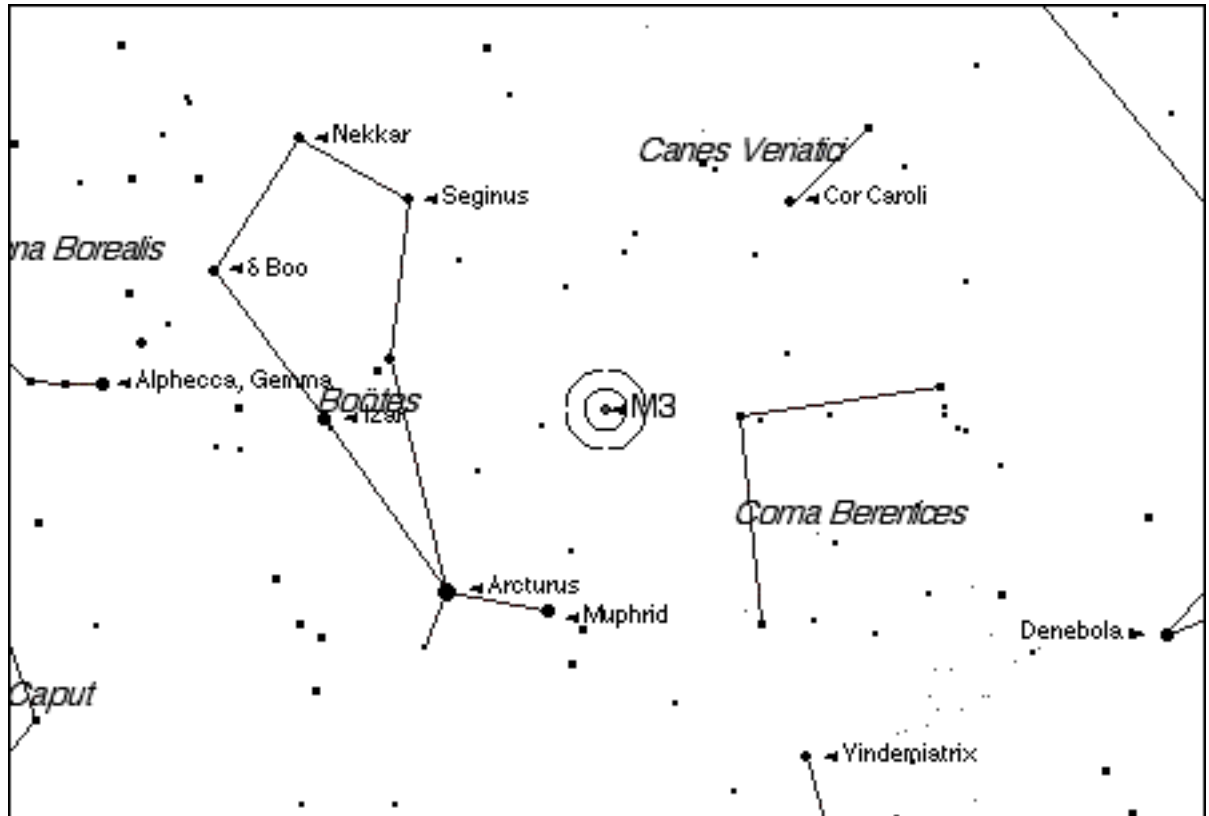 Nekkar
Canes Venatici
Seginus
Cor Caroli
na Borealis
δ Boo
Alphecca, Gemma
Boötes
Izar
M3
Coma Berenices
Arcturus
Muphrid
Denebola
Caput
Vindemiatrix